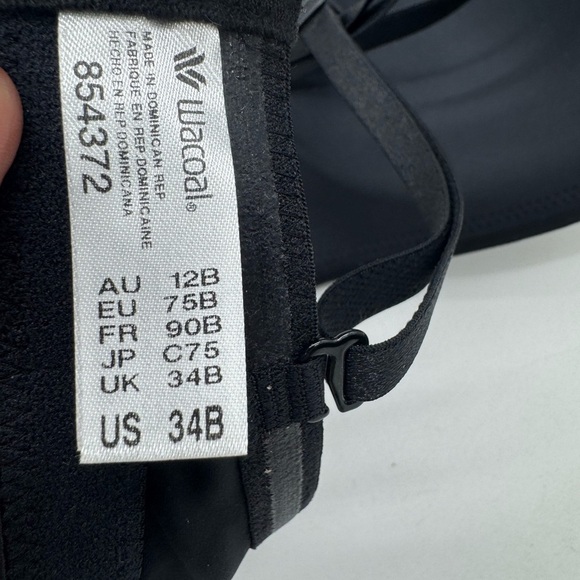 wacoal®
MADE IN DOMINICAN REP
FABRIQUÉ EN REP DOMINICAINE
HECHO EN REP DOMINICANA
854372
AU 12B
EU 75B
FR 90B
JP C75
UK 34B
US 34B